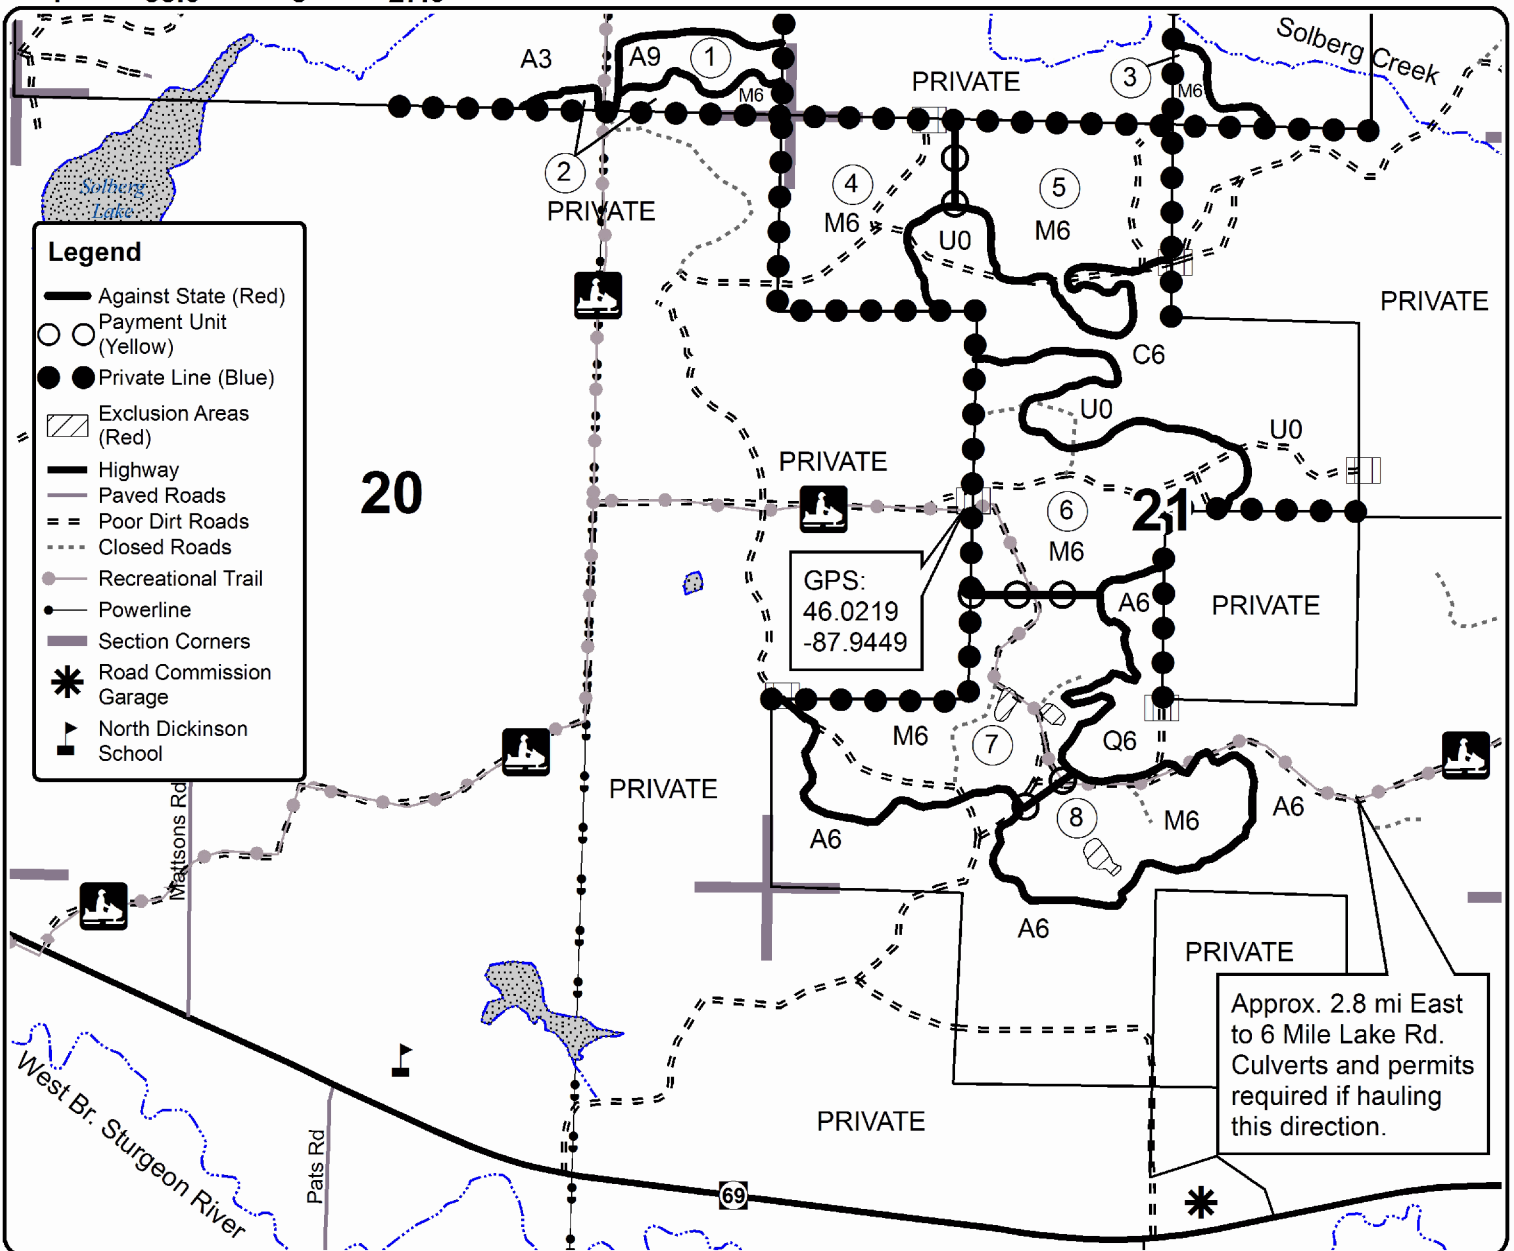 A3
A9
1
M6
PRIVATE
3
M6
Solberg Creek
2
PRIVATE
4
M6
5
M6
U0
Solberg
Lake
PRIVATE
Legend
Against State (Red)
Payment Unit
(Yellow)
Private Line (Blue)
Exclusion Areas
(Red)
Highway
Paved Roads
Poor Dirt Roads
Closed Roads
Recreational Trail
Powerline
Section Corners
Road Commission
Garage
North Dickinson
School
C6
U0
U0
PRIVATE
20
6
21
M6
GPS:
46.0219
-87.9449
A6
PRIVATE
M6
7
Q6
PRIVATE
A6
8
M6
A6
Mattsons Rd
A6
PRIVATE
Approx. 2.8 mi East
to 6 Mile Lake Rd.
Culverts and permits
required if hauling
this direction.
West Br. Sturgeon River
Pats Rd
PRIVATE
69